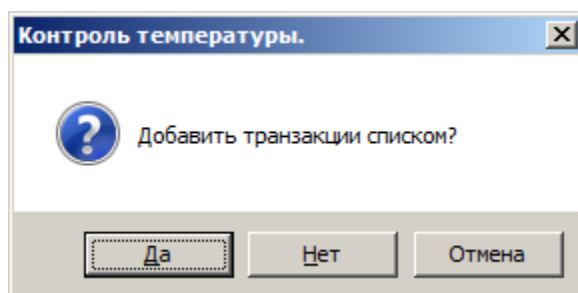 Контроль температуры.
Добавить транзакции списком?
Да
Нет
Отмена